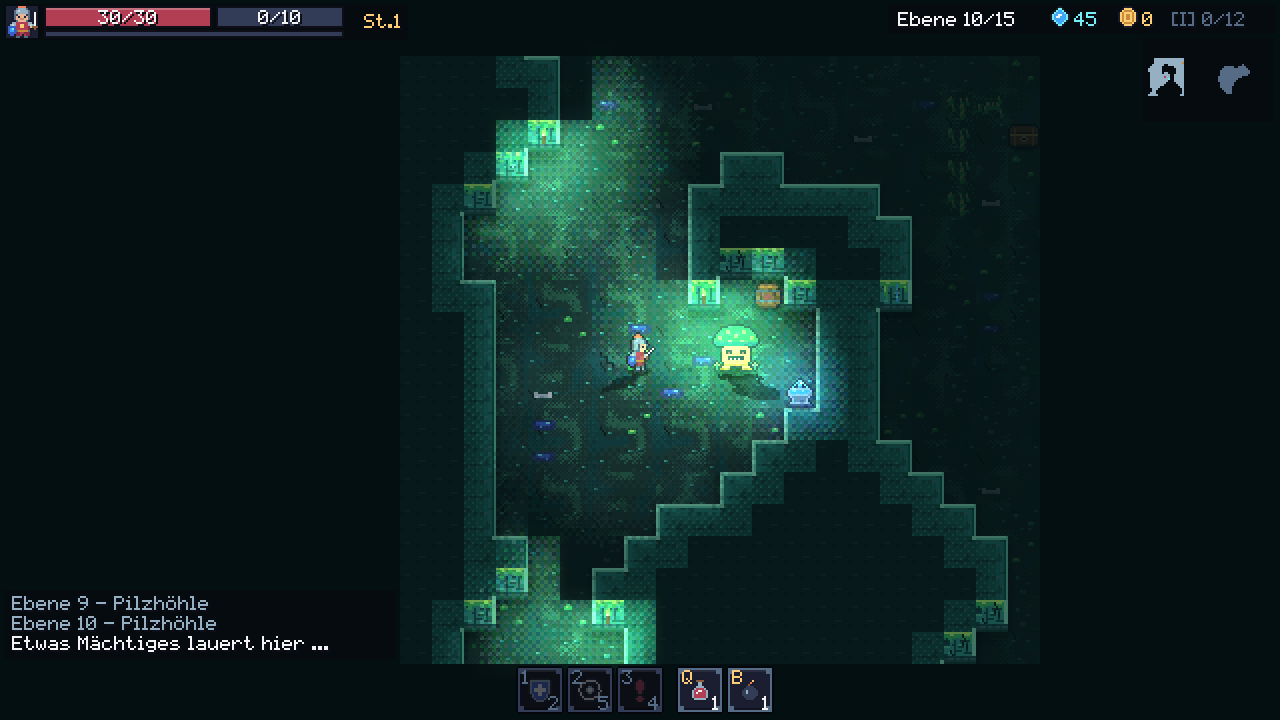 30/30
0/10
St.1
Ebene 10/15
45
0
[I] 0/12
Ebene 9 – Pilzhöhle
Ebene 10 – Pilzhöhle
Etwas Mächtiges lauert hier ...
1 2
2 5
3 4
Q 1
B 1